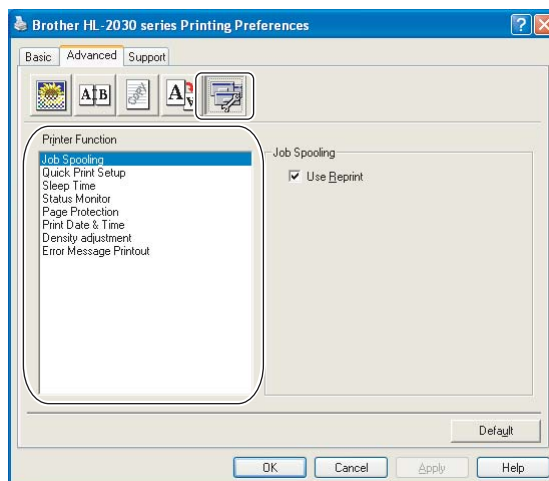 Brother HL-2030 series Printing Preferences
Basic Advanced Support
A B A
Printer Function
Job Spooling
Quick Print Setup
Sleep Time
Status Monitor
Page Protection
Print Date & Time
Density adjustment
Error Message Printout
Job Spooling
Use Reprint
Default
OK Cancel Apply Help